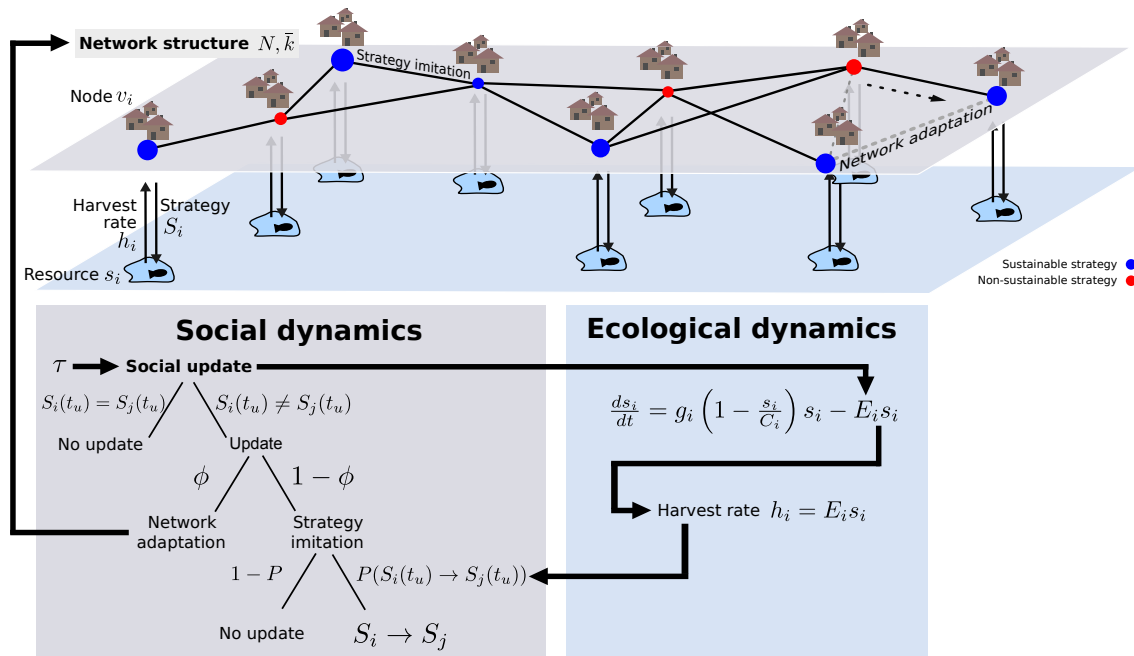 Network structure N, k̄
Strategy imitation
Node v_i
Network adaptation
Harvest
rate
h_i
Strategy
S_i
Resource s_i
Sustainable strategy
Non-sustainable strategy
Social dynamics
τ
Social update
S_i(t_u) = S_j(t_u)
S_i(t_u) ≠ S_j(t_u)
No update
Update
ϕ
1 − ϕ
Network
adaptation
Strategy
imitation
1 − P
P(S_i(t_u) → S_j(t_u))
No update
S_i → S_j
Ecological dynamics
ds_i/dt = g_i (1 − s_i/C_i) s_i − E_i s_i
Harvest rate h_i = E_i s_i